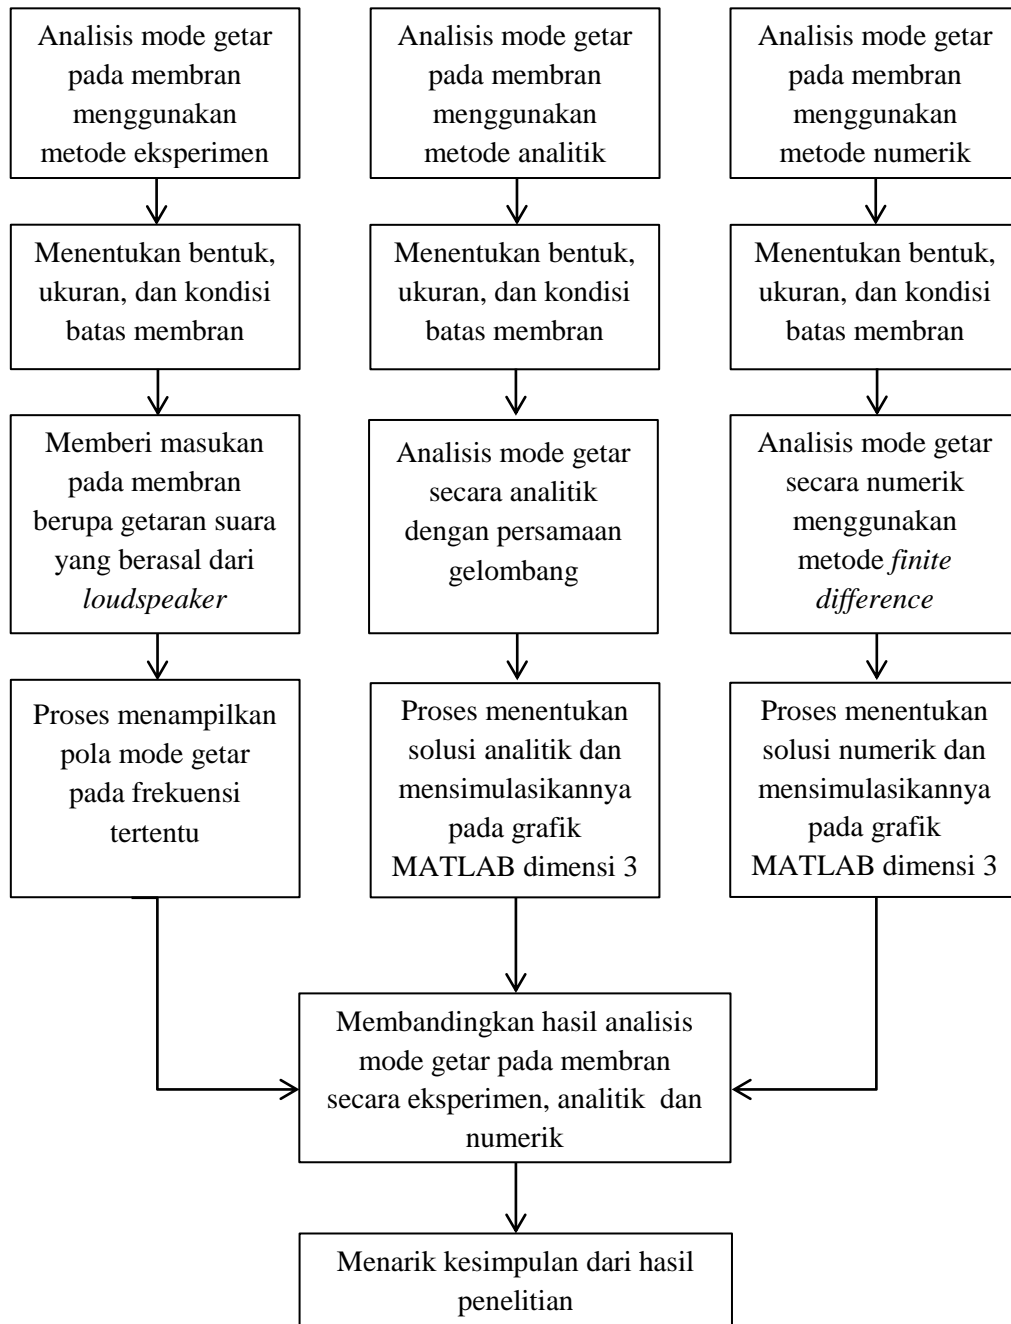 Analisis mode getar
pada membran
menggunakan
metode eksperimen
Analisis mode getar
pada membran
menggunakan
metode analitik
Analisis mode getar
pada membran
menggunakan
metode numerik
Menentukan bentuk,
ukuran, dan kondisi
batas membran
Menentukan bentuk,
ukuran, dan kondisi
batas membran
Menentukan bentuk,
ukuran, dan kondisi
batas membran
Memberi masukan
pada membran
berupa getaran suara
yang berasal dari
loudspeaker
Analisis mode getar
secara analitik
dengan persamaan
gelombang
Analisis mode getar
secara numerik
menggunakan
metode finite
difference
Proses menampilkan
pola mode getar
pada frekuensi
tertentu
Proses menentukan
solusi analitik dan
mensimulasikannya
pada grafik
MATLAB dimensi 3
Proses menentukan
solusi numerik dan
mensimulasikannya
pada grafik
MATLAB dimensi 3
Membandingkan hasil analisis
mode getar pada membran
secara eksperimen, analitik dan
numerik
Menarik kesimpulan dari hasil
penelitian